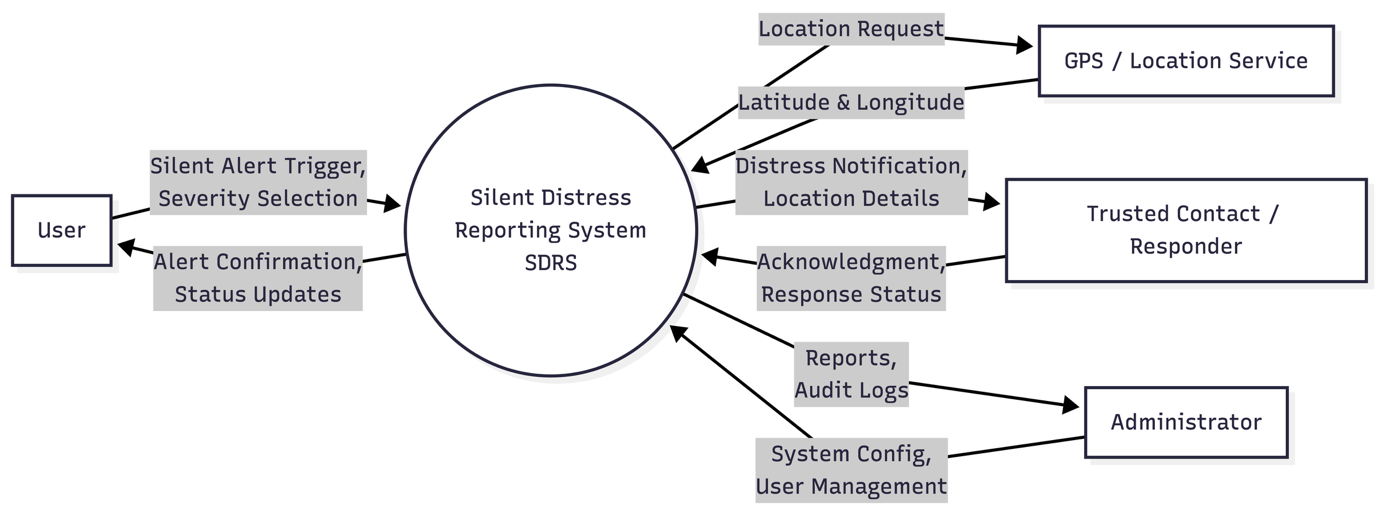 Location Request
GPS / Location Service
Latitude & Longitude
Silent Alert Trigger,
Severity Selection
Distress Notification,
Location Details
User
Silent Distress
Reporting System
SDRS
Trusted Contact /
Responder
Alert Confirmation,
Status Updates
Acknowledgment,
Response Status
Reports,
Audit Logs
Administrator
System Config,
User Management